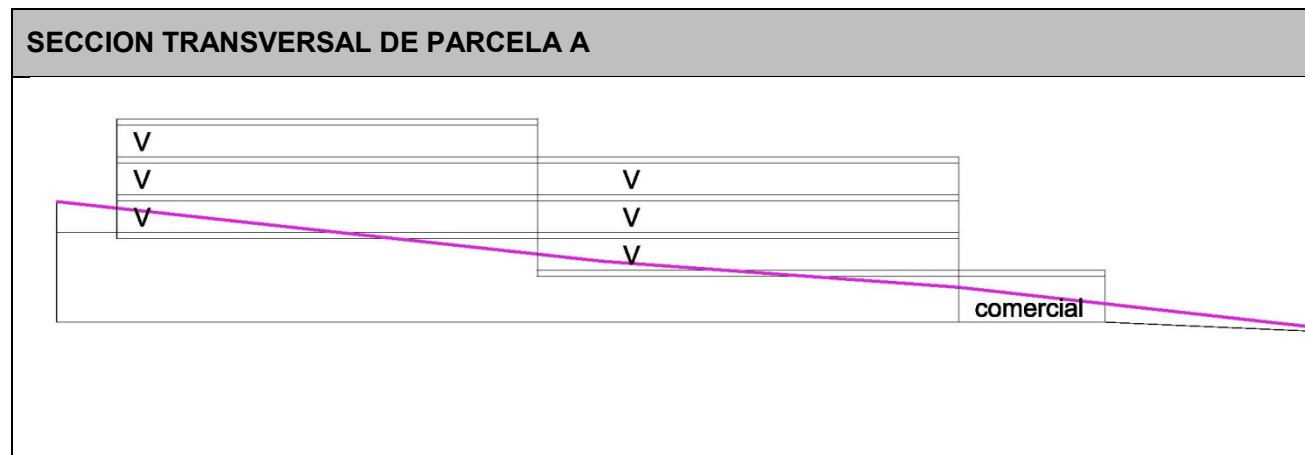 SECCION TRANSVERSAL DE PARCELA A
V
V V
V V
V
comercial